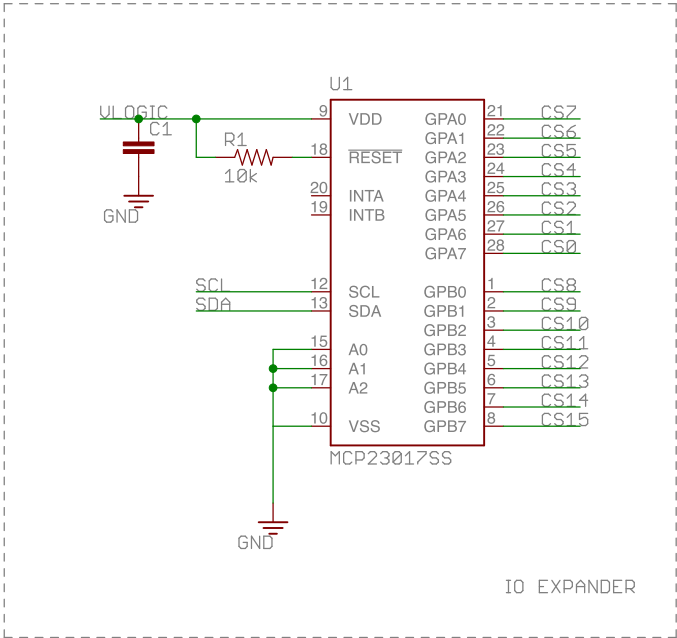 U1
VLOGIC 9 VDD GPA0 21 CS7
C1 GPA1 22 CS6
R1 18 RESET GPA2 23 CS5
10k GPA3 24 CS4
20 INTA GPA4 25 CS3
GND 19 INTB GPA5 26 CS2
GPA6 27 CS1
GPA7 28 CS0
SCL 12 SCL GPB0 1 CS8
SDA 13 SDA GPB1 2 CS9
GPB2 3 CS10
15 A0 GPB3 4 CS11
16 A1 GPB4 5 CS12
17 A2 GPB5 6 CS13
GPB6 7 CS14
10 VSS GPB7 8 CS15
MCP23017SS
GND
IO EXPANDER